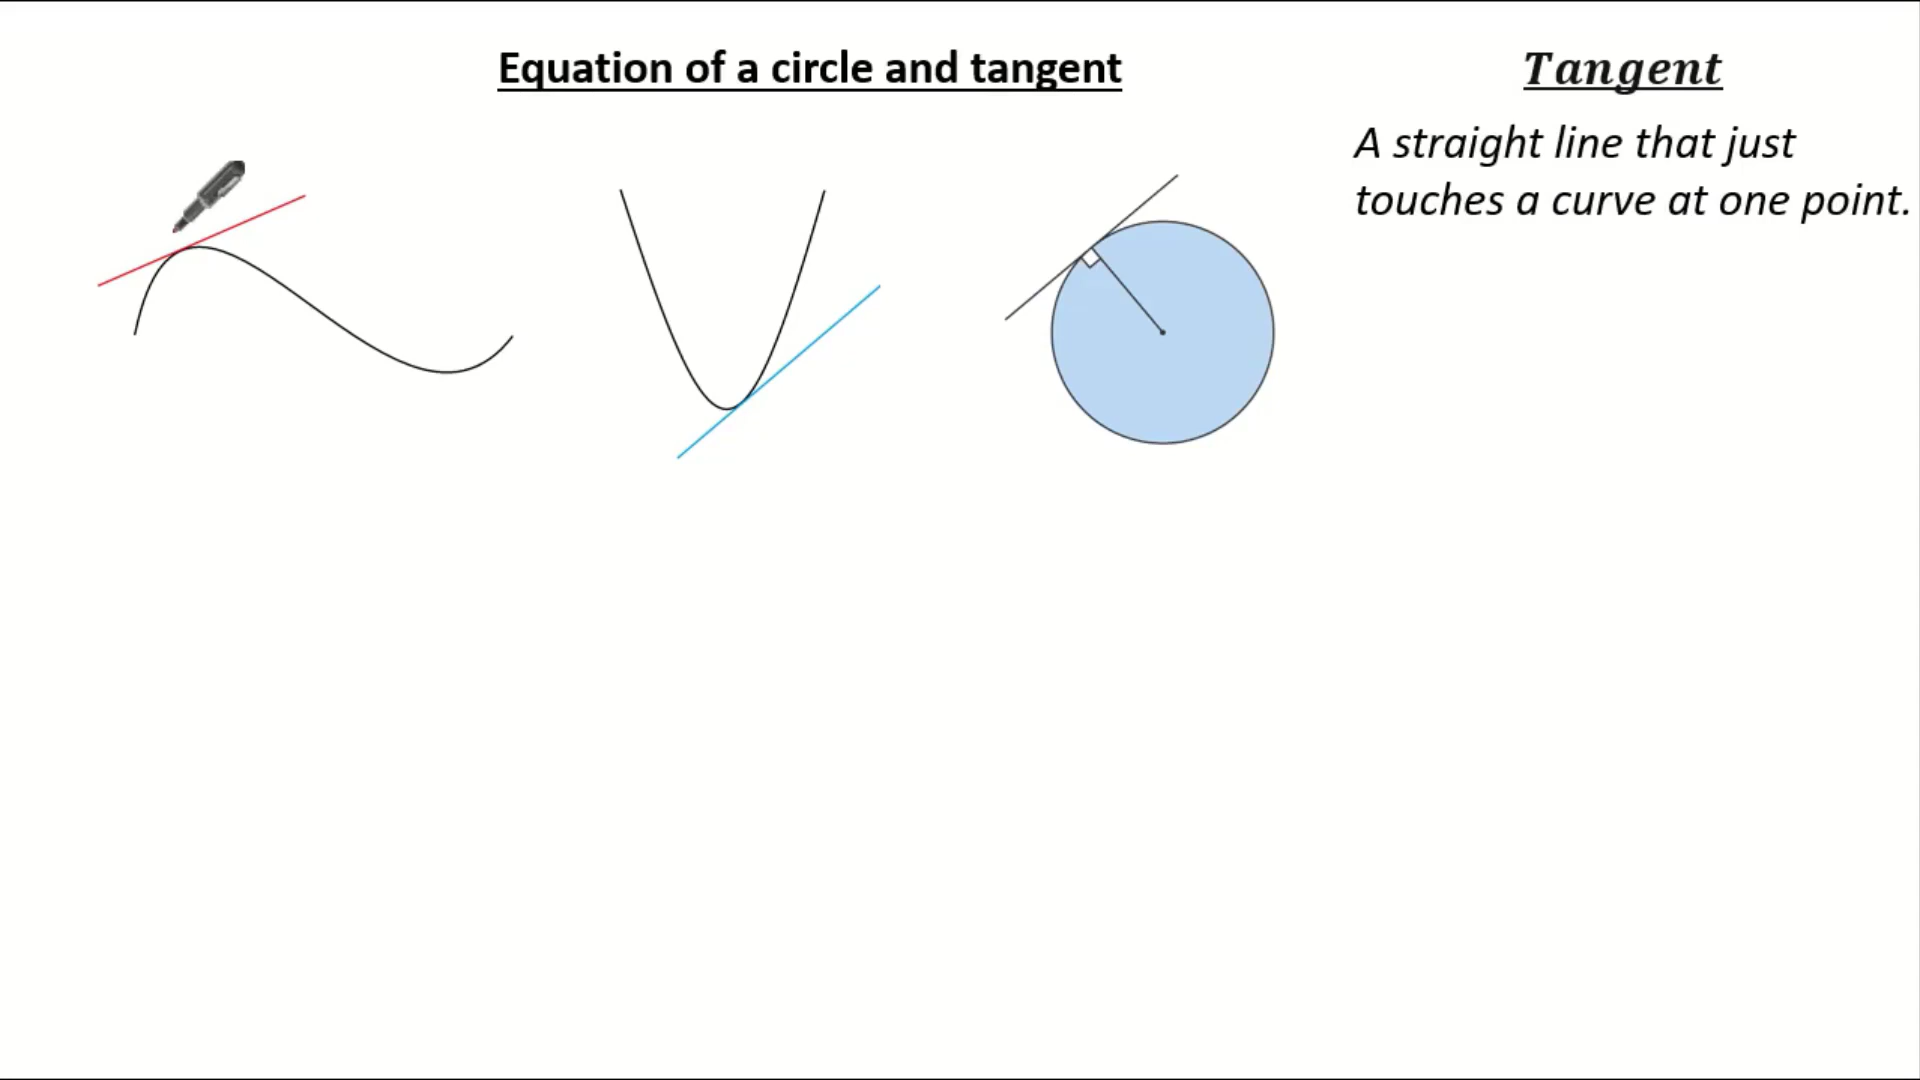 Equation of a circle and tangent
Tangent
A straight line that just
touches a curve at one point.